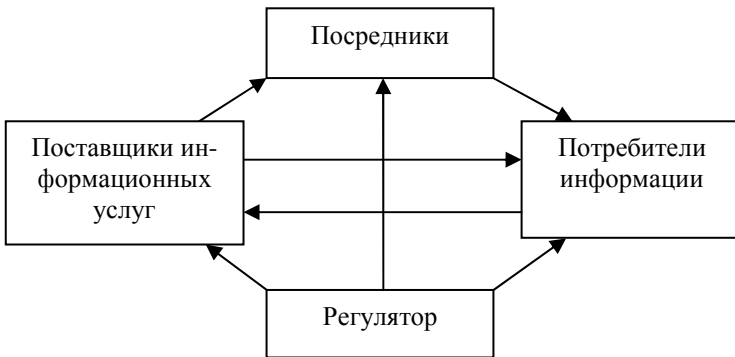 Посредники
Поставщики ин-
формационных
услуг
Потребители
информации
Регулятор